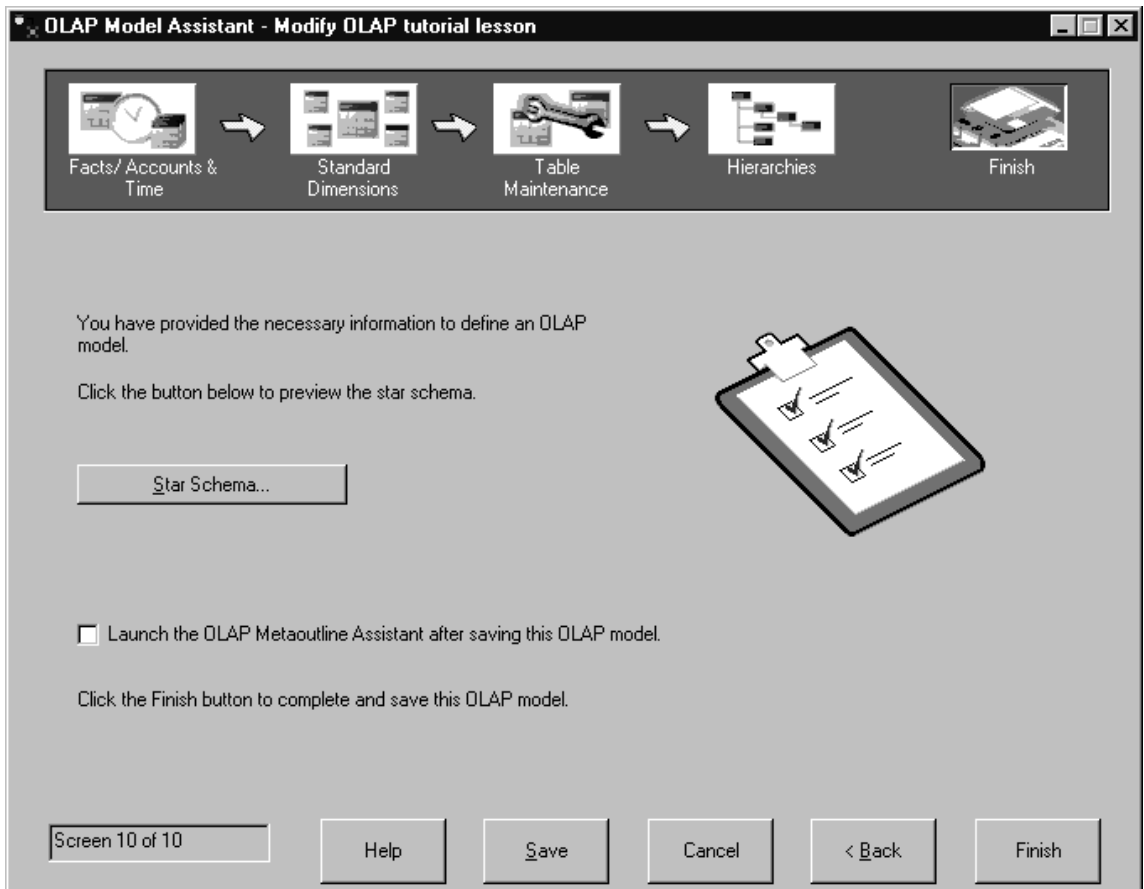 OLAP Model Assistant - Modify OLAP tutorial lesson
Facts/ Accounts &
Time
Standard
Dimensions
Table
Maintenance
Hierarchies
Finish
You have provided the necessary information to define an OLAP
model.
Click the button below to preview the star schema.
Star Schema...
Launch the OLAP Metaoutline Assistant after saving this OLAP model.
Click the Finish button to complete and save this OLAP model.
Screen 10 of 10
Help
Save
Cancel
< Back
Finish